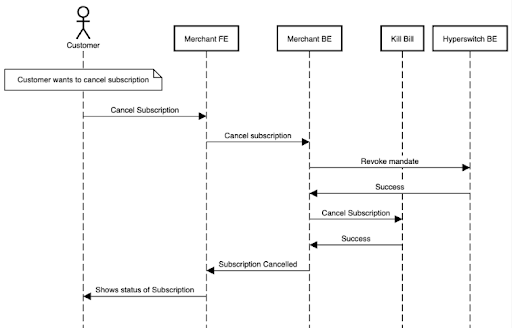 Customer
Merchant FE
Merchant BE
Kill Bill
Hyperswitch BE
Customer wants to cancel subscription
Cancel Subscription
Cancel subscription
Revoke mandate
Success
Cancel Subscription
Success
Subscription Cancelled
Shows status of Subscription